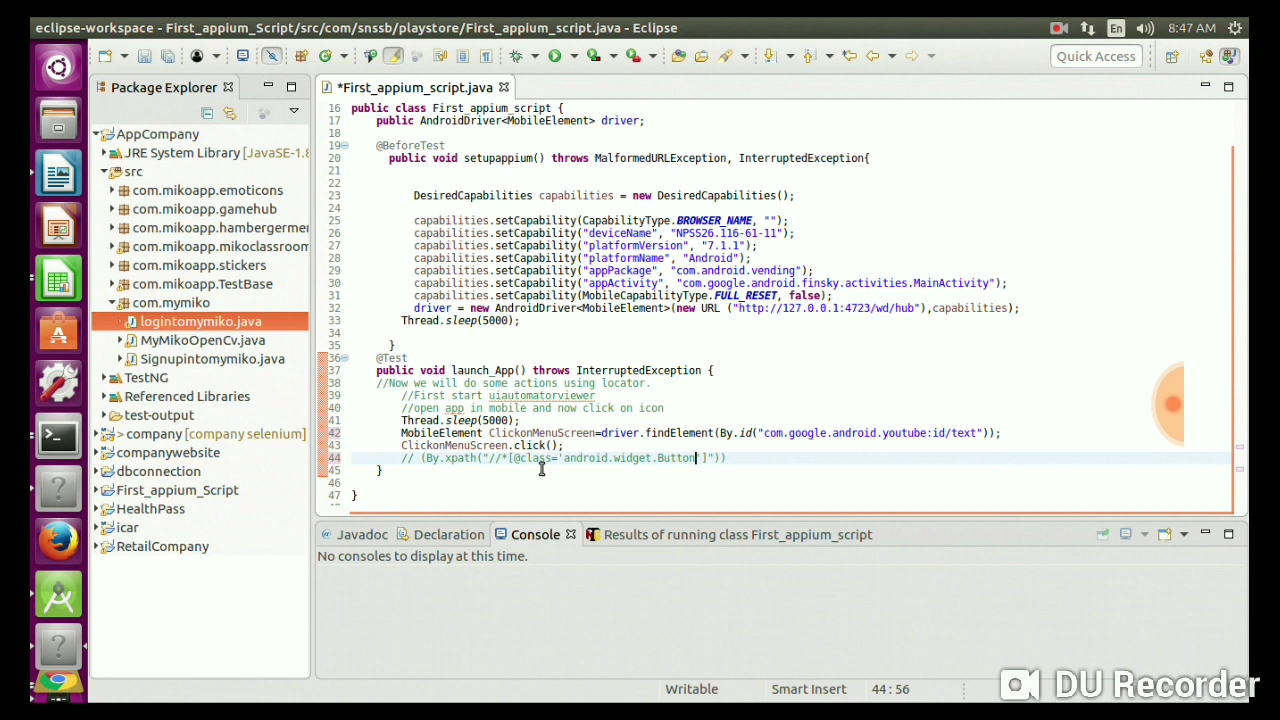 eclipse-workspace - First_appium_Script/src/com/snssb/playstore/First_appium_script.java - Eclipse
En
8:47 AM
Quick Access
Package Explorer
AppCompany
JRE System Library [JavaSE-1.8
src
com.mikoapp.emoticons
com.mikoapp.gamehub
com.mikoapp.hambergermer
com.mikoapp.mikoclassroom
com.mikoapp.stickers
com.mikoapp.TestBase
com.mymiko
logintomymiko.java
MyMikoOpenCv.java
Signupintomymiko.java
TestNG
Referenced Libraries
test-output
> company [company selenium]
companywebsite
dbconnection
First_appium_Script
HealthPass
icar
RetailCompany
*First_appium_script.java
16 public class First_appium_script {
17 public AndroidDriver<MobileElement> driver;
18
19 @BeforeTest
20 public void setupappium() throws MalformedURLException, InterruptedException{
21
22
23 DesiredCapabilities capabilities = new DesiredCapabilities();
24
25 capabilities.setCapability(CapabilityType.BROWSER_NAME, "");
26 capabilities.setCapability("deviceName", "NPSS26.116-61-11");
27 capabilities.setCapability("platformVersion", "7.1.1");
28 capabilities.setCapability("platformName", "Android");
29 capabilities.setCapability("appPackage", "com.android.vending");
30 capabilities.setCapability("appActivity", "com.google.android.finsky.activities.MainActivity");
31 capabilities.setCapability(MobileCapabilityType.FULL_RESET, false);
32 driver = new AndroidDriver<MobileElement>(new URL ("http://127.0.0.1:4723/wd/hub"),capabilities);
33 Thread.sleep(5000);
34
35 }
36 @Test
37 public void launch_App() throws InterruptedException {
38 //Now we will do some actions using locator.
39 //First start uiautomatorviewer
40 //open app in mobile and now click on icon
41 Thread.sleep(5000);
42 MobileElement ClickonMenuScreen=driver.findElement(By.id("com.google.android.youtube:id/text"));
43 ClickonMenuScreen.click();
44 // (By.xpath("//*[@class='android.widget.Button']"))
45 }
46
47 }
Javadoc
Declaration
Console
Results of running class First_appium_script
No consoles to display at this time.
Writable
Smart Insert
44 : 56
DU Recorder